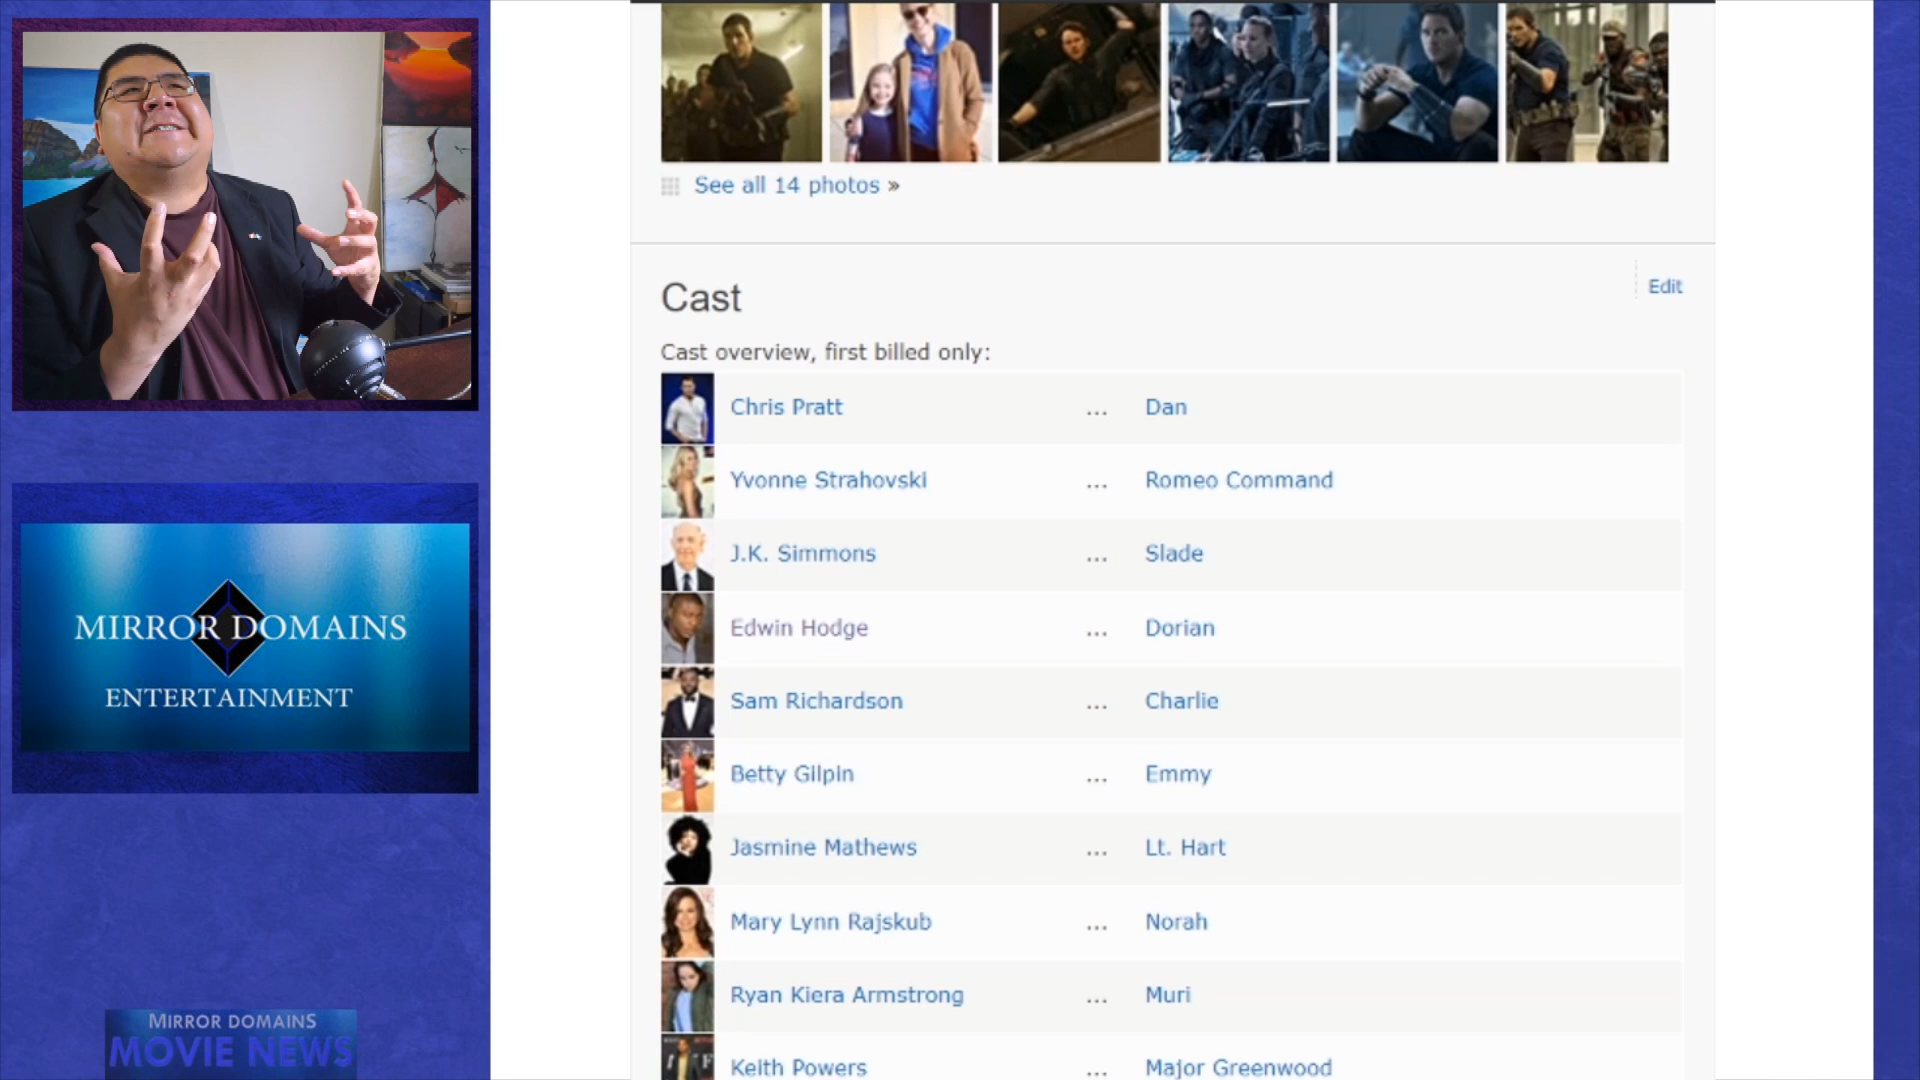 See all 14 photos »
Cast
Edit
Cast overview, first billed only:
Chris Pratt ... Dan
Yvonne Strahovski ... Romeo Command
J.K. Simmons ... Slade
Edwin Hodge ... Dorian
Sam Richardson ... Charlie
Betty Gilpin ... Emmy
Jasmine Mathews ... Lt. Hart
Mary Lynn Rajskub ... Norah
Ryan Kiera Armstrong ... Muri
Keith Powers ... Major Greenwood
MIRROR DOMAINS
ENTERTAINMENT
MIRROR DOMAINS
MOVIE NEWS